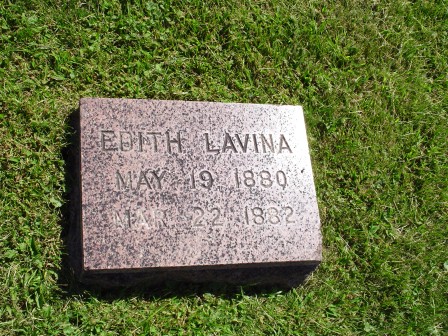 EDITH LAVINA
MAY 19 1880
MAR 22 1882